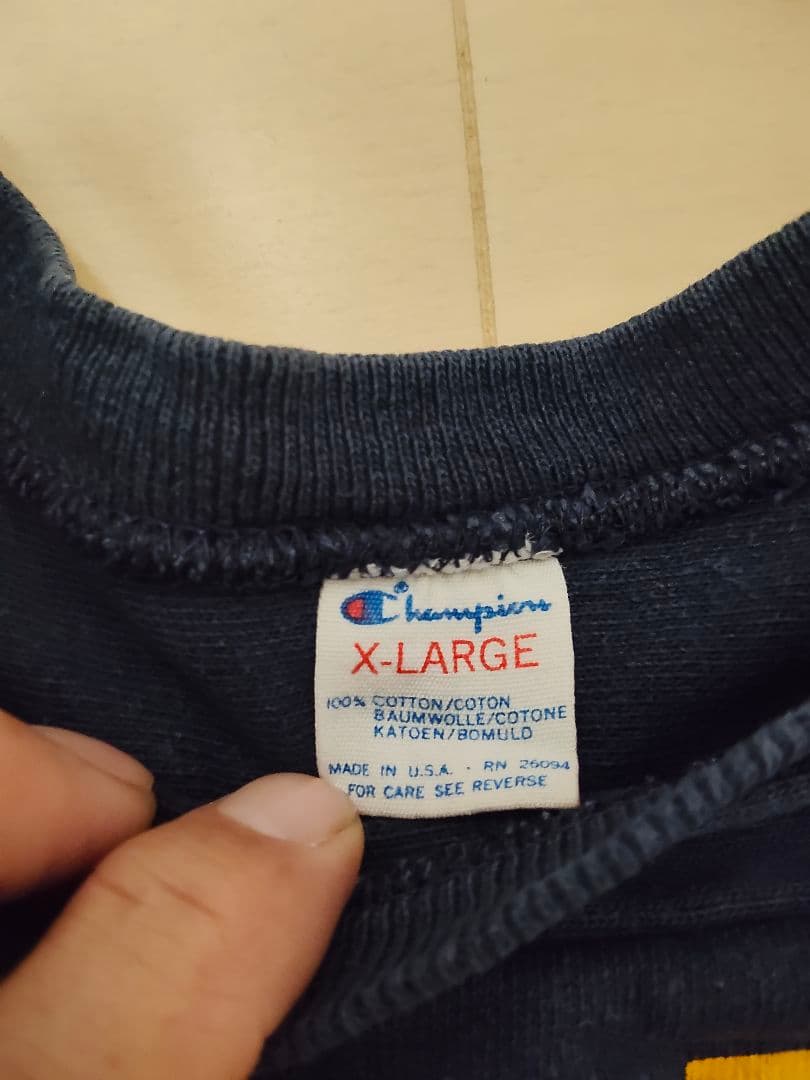 Champion
X-LARGE
100% COTTON/COTON
BAUMWOLLE/COTONE
KATOEN/BOMULD
MADE IN U.S.A. · RN 26094
FOR CARE SEE REVERSE